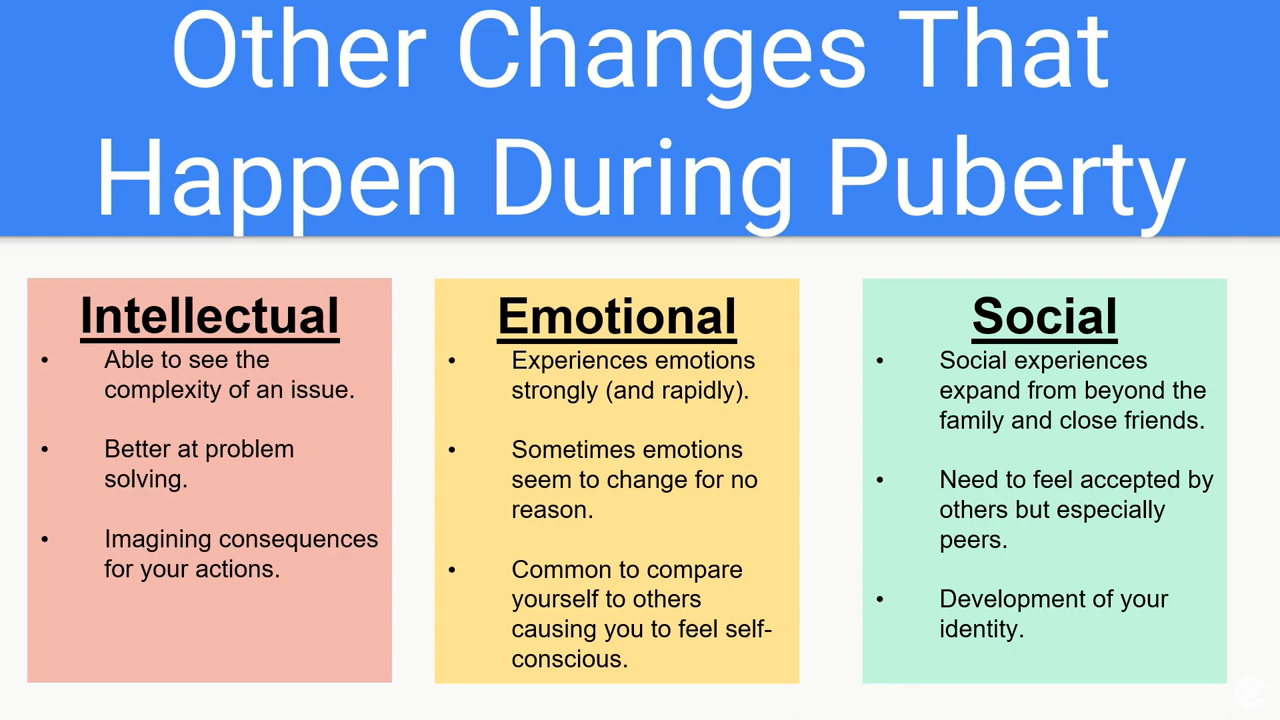 Other Changes That
Happen During Puberty
Intellectual
• Able to see the
complexity of an issue.
• Better at problem
solving.
• Imagining consequences
for your actions.
Emotional
• Experiences emotions
strongly (and rapidly).
• Sometimes emotions
seem to change for no
reason.
• Common to compare
yourself to others
causing you to feel self-
conscious.
Social
• Social experiences
expand from beyond the
family and close friends.
• Need to feel accepted by
others but especially
peers.
• Development of your
identity.